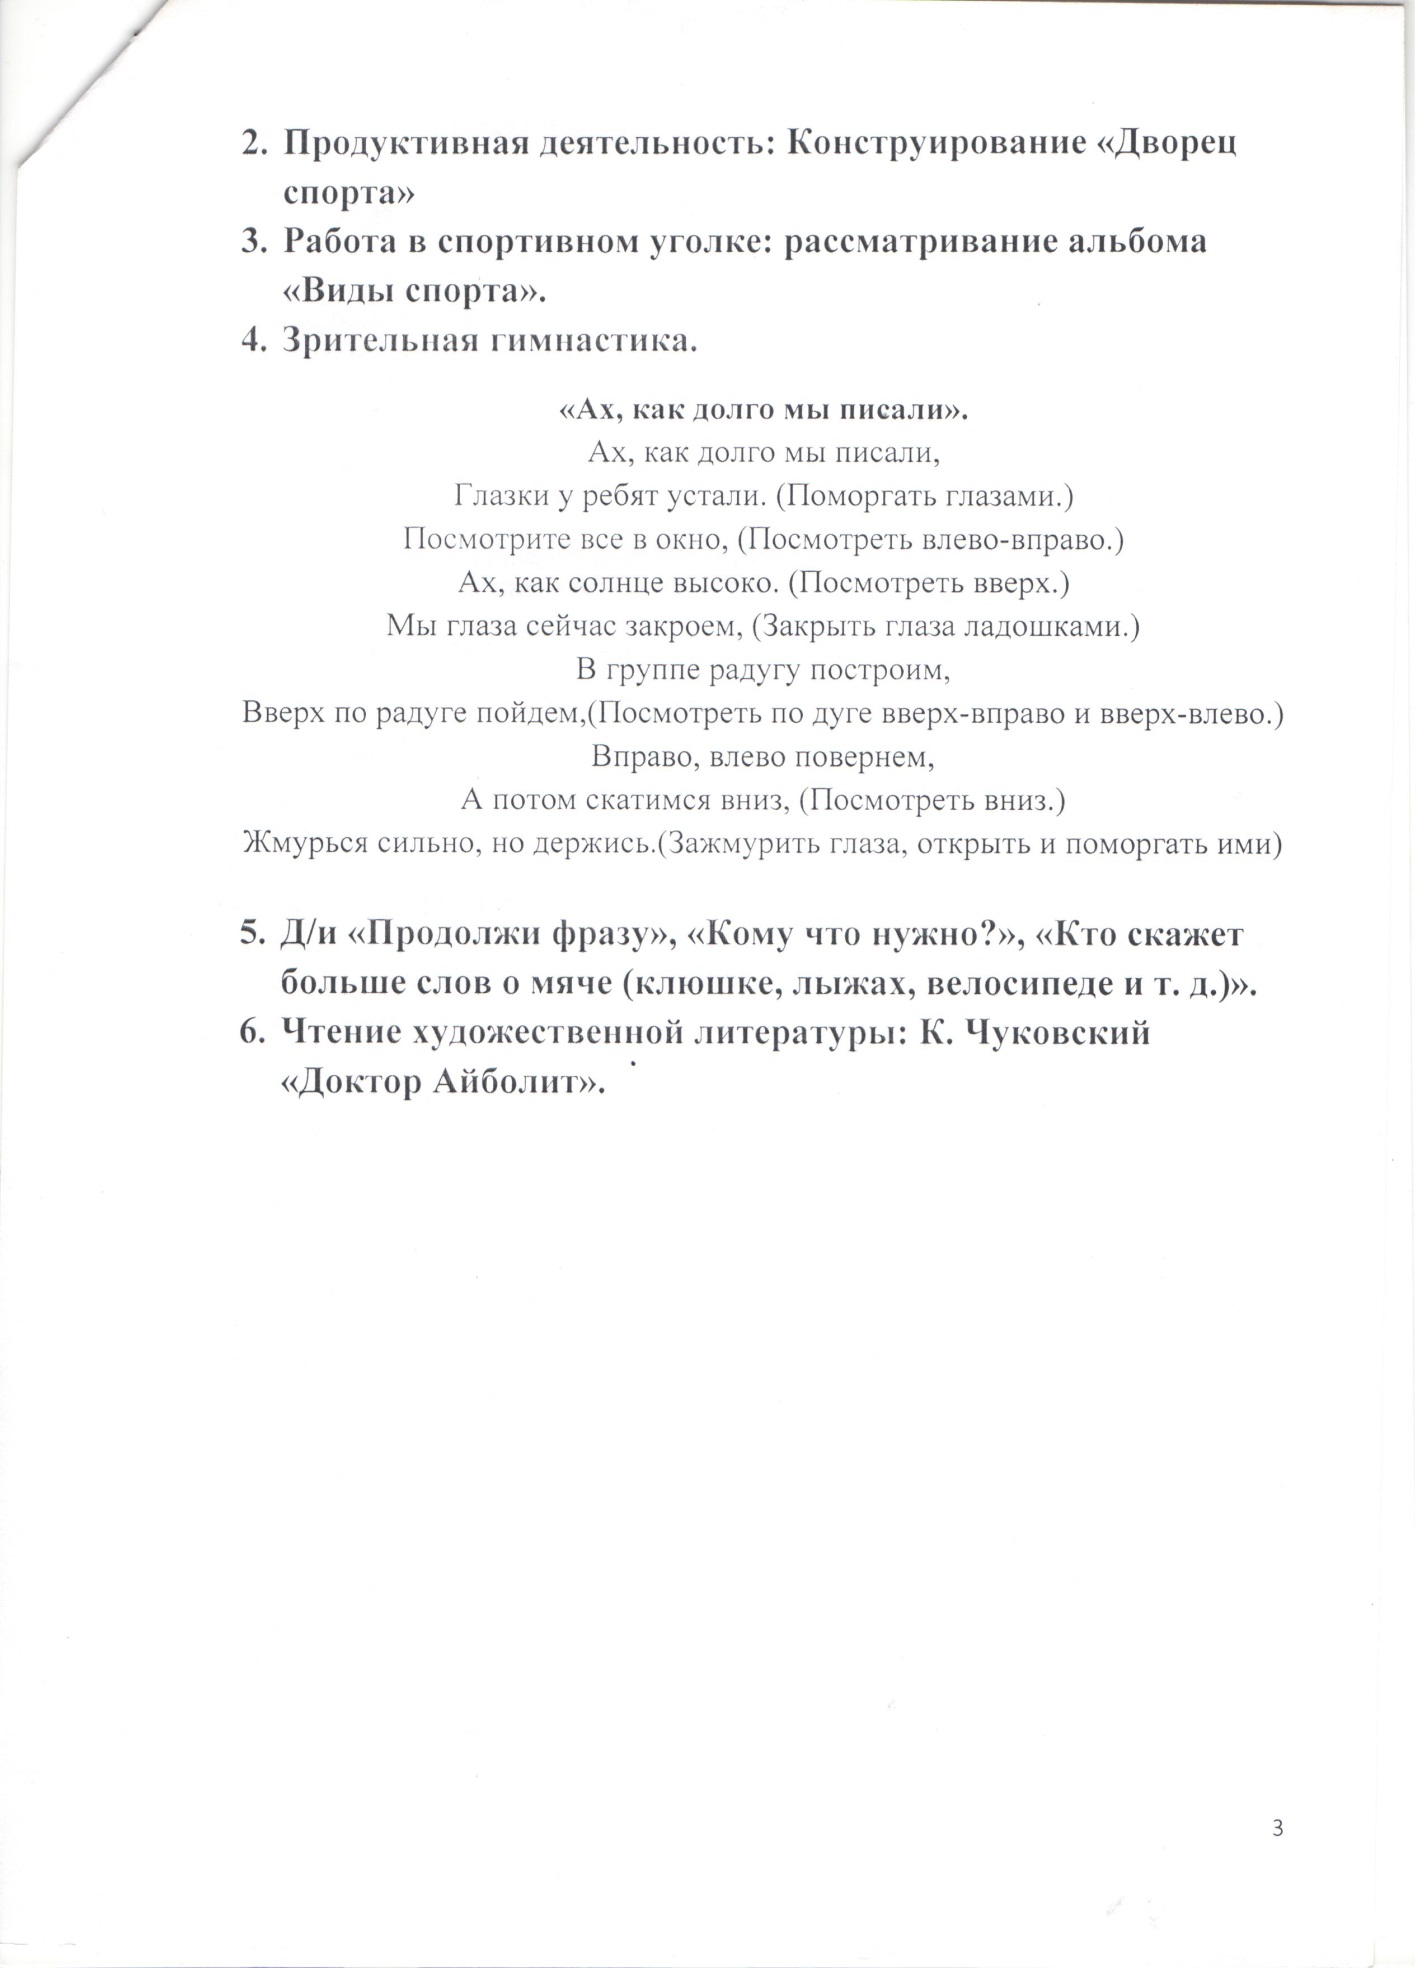 2. Продуктивная деятельность: Конструирование «Дворец
спорта»
3. Работа в спортивном уголке: рассматривание альбома
«Виды спорта».
4. Зрительная гимнастика.
«Ах, как долго мы писали».
Ах, как долго мы писали,
Глазки у ребят устали. (Поморгать глазами.)
Посмотрите все в окно, (Посмотреть влево-вправо.)
Ах, как солнце высоко. (Посмотреть вверх.)
Мы глаза сейчас закроем, (Закрыть глаза ладошками.)
В группе радугу построим,
Вверх по радуге пойдем,(Посмотреть по дуге вверх-вправо и вверх-влево.)
Вправо, влево повернем,
А потом скатимся вниз, (Посмотреть вниз.)
Жмурься сильно, но держись.(Зажмурить глаза, открыть и поморгать ими)
5. Д/и «Продолжи фразу», «Кому что нужно?», «Кто скажет
больше слов о мяче (клюшке, лыжах, велосипеде и т. д.)».
6. Чтение художественной литературы: К. Чуковский
«Доктор Айболит».
3